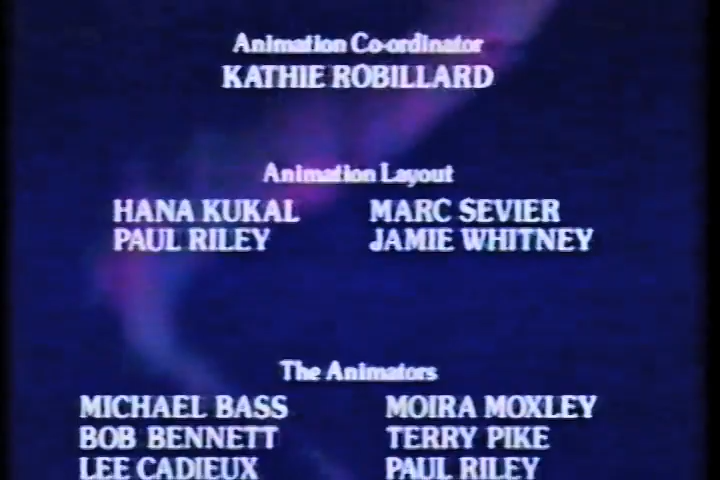 Animation Co-ordinator
KATHIE ROBILLARD
Animation Layout
HANA KUKAL MARC SEVIER
PAUL RILEY JAMIE WHITNEY
The Animators
MICHAEL BASS MOIRA MOXLEY
BOB BENNETT TERRY PIKE
LEE CADIEUX PAUL RILEY